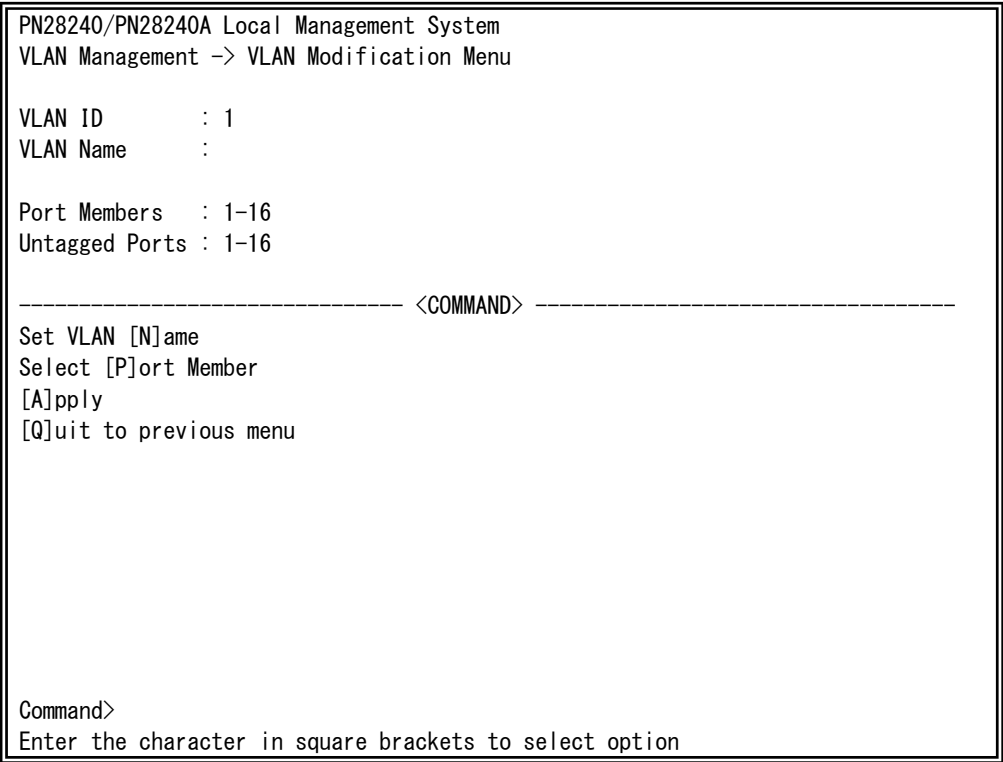 PN28240/PN28240A Local Management System
VLAN Management -> VLAN Modification Menu
VLAN ID : 1
VLAN Name :
Port Members : 1-16
Untagged Ports : 1-16
-------------------------------- <COMMAND> -----------------------------------
Set VLAN [N]ame
Select [P]ort Member
[A]pply
[Q]uit to previous menu
Command>
Enter the character in square brackets to select option